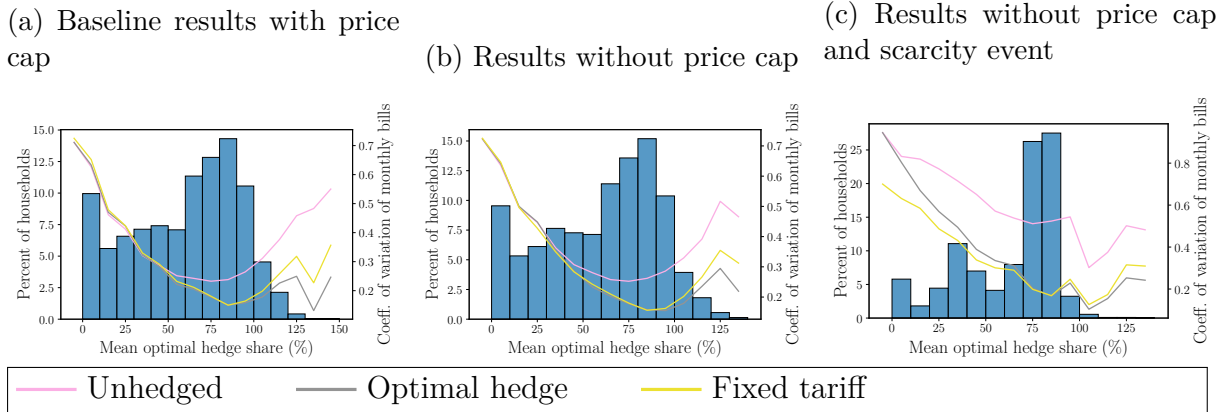 (a) Baseline results with price
cap
(b) Results without price cap
(c) Results without price cap
and scarcity event
15.0
12.5
10.0
7.5
5.0
2.5
0.0
Percent of households
0.7
0.6
0.5
0.4
0.3
0.2
Coeff. of variation of monthly bills
0 25 50 75 100 125 150
Mean optimal hedge share (%)
15.0
12.5
10.0
7.5
5.0
2.5
0.0
Percent of households
0.7
0.6
0.5
0.4
0.3
0.2
Coeff. of variation of monthly bills
0 25 50 75 100 125
Mean optimal hedge share (%)
25
20
15
10
5
0
Percent of households
0.8
0.6
0.4
0.2
Coeff. of variation of monthly bills
0 25 50 75 100 125
Mean optimal hedge share (%)
Unhedged Optimal hedge Fixed tariff